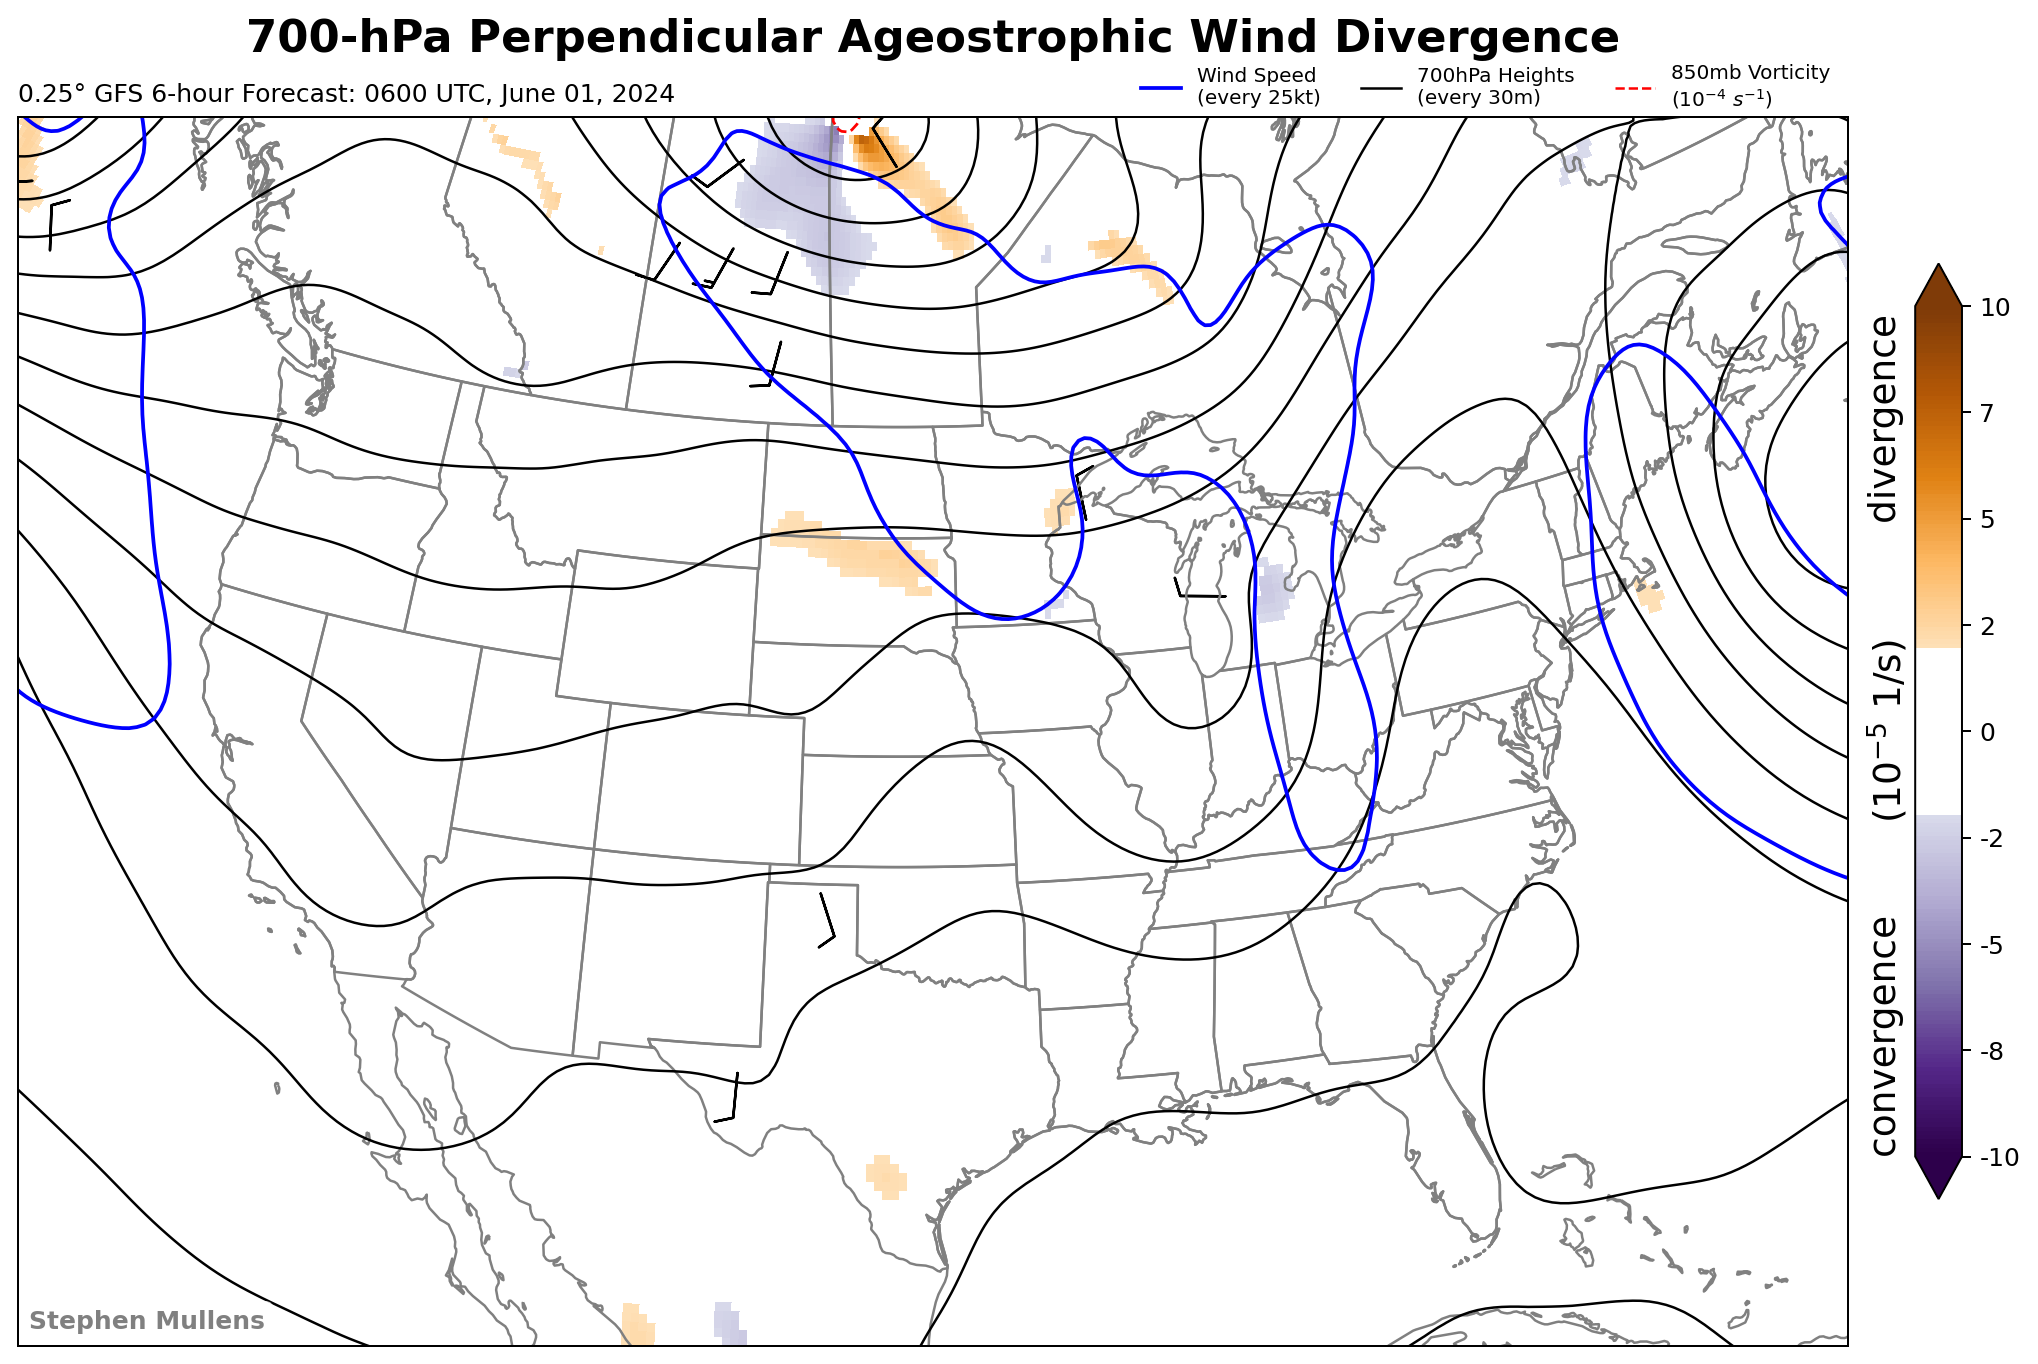 700-hPa Perpendicular Ageostrophic Wind Divergence
0.25° GFS 6-hour Forecast: 0600 UTC, June 01, 2024
Wind Speed
(every 25kt)
700hPa Heights
(every 30m)
850mb Vorticity
(10⁻⁴ s⁻¹)
10
7
5
2
0
-2
-5
-8
-10
convergence (10⁻⁵ 1/s) divergence
Stephen Mullens